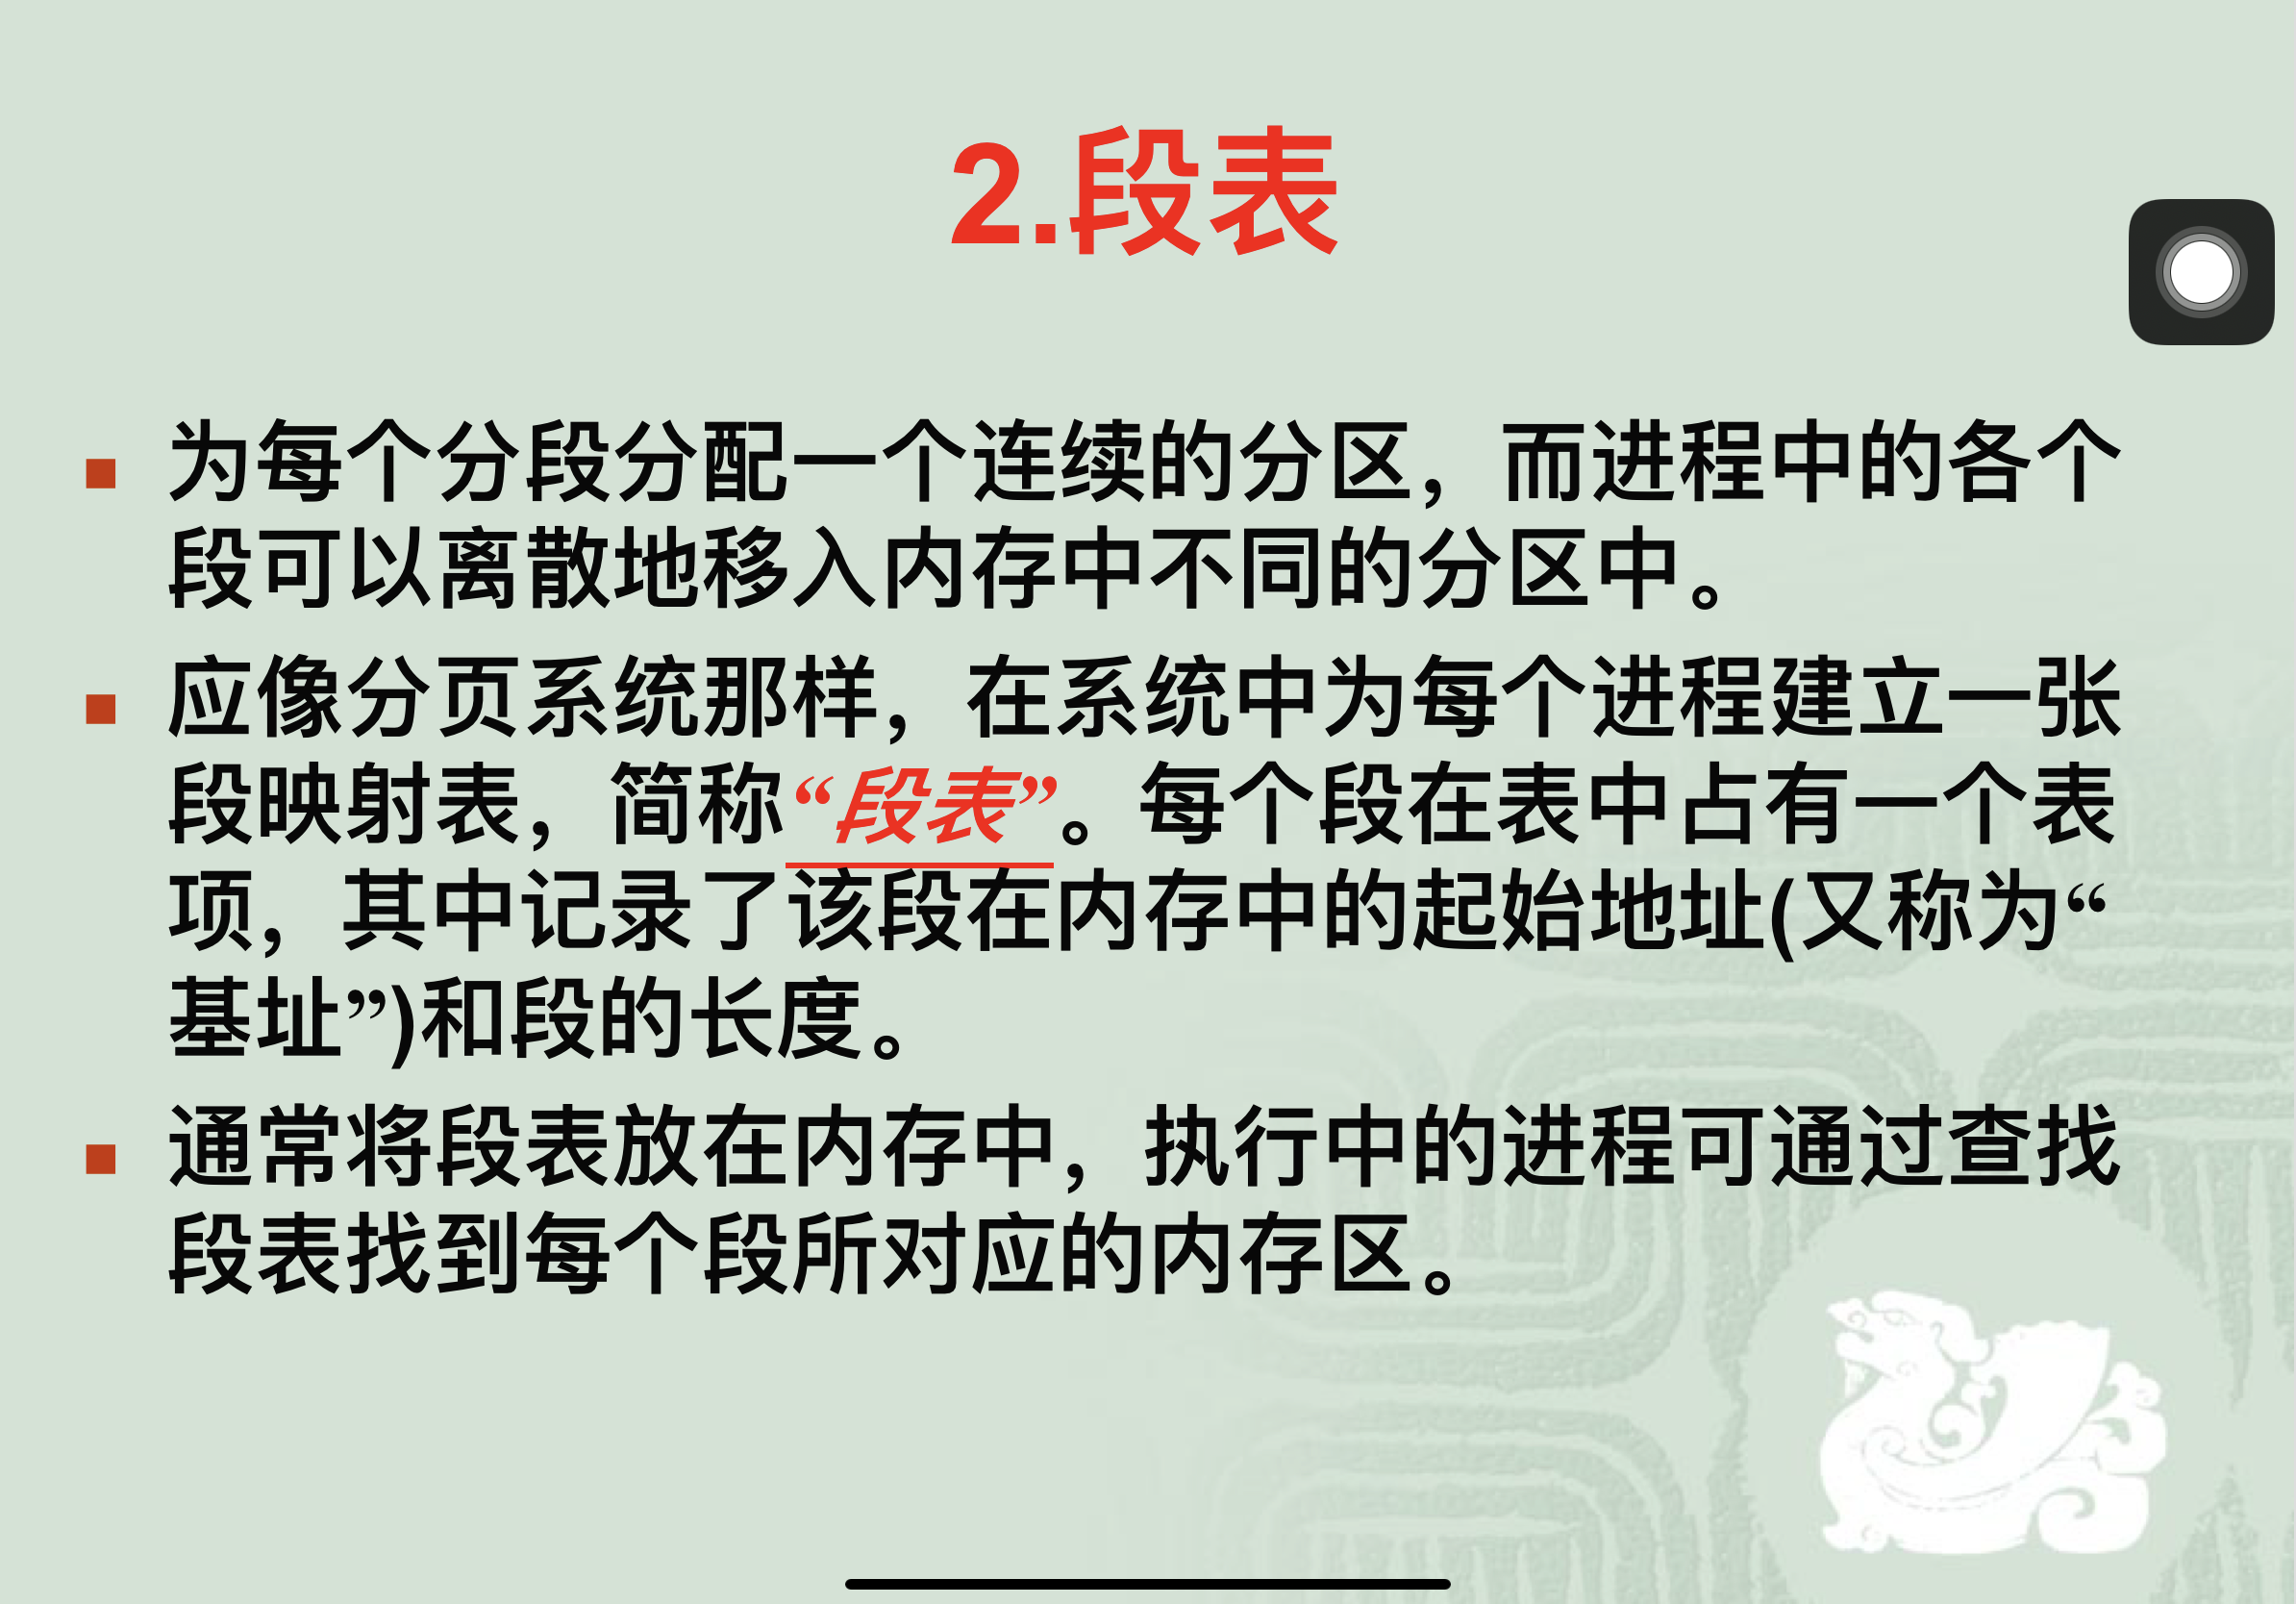 2.段表
为每个分段分配一个连续的分区，而进程中的各个
段可以离散地移入内存中不同的分区中。
应像分页系统那样，在系统中为每个进程建立一张
段映射表，简称“段表”。每个段在表中占有一个表
项，其中记录了该段在内存中的起始地址(又称为“
基址”)和段的长度。
通常将段表放在内存中，执行中的进程可通过查找
段表找到每个段所对应的内存区。